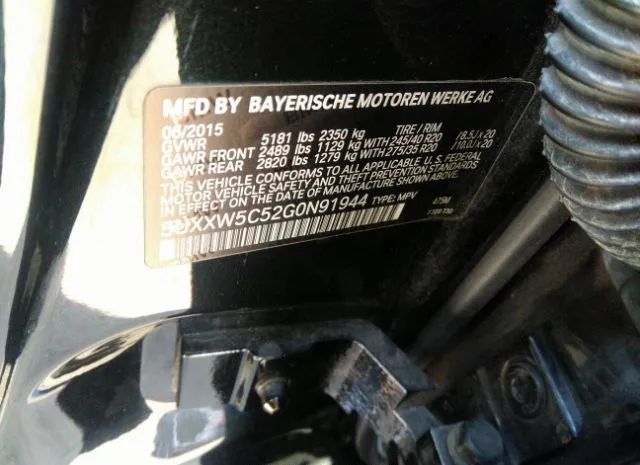 MFD BY BAYERISCHE MOTOREN WERKE AG
06/2015
GVWR 5181 lbs 2350 kg TIRE / RIM
GAWR FRONT 2489 lbs 1129 kg WITH 245/40 R20 /8.5J x 20
GAWR REAR 2820 lbs 1279 kg WITH 275/35 R20 /10.0J x 20
THIS VEHICLE CONFORMS TO ALL APPLICABLE U.S. FEDERAL
MOTOR VEHICLE SAFETY AND THEFT PREVENTION STANDARDS
IN EFFECT ON THE DATE OF MANUFACTURE SHOWN ABOVE.
5UXXW5C52G0N91944 TYPE: MPV 475M